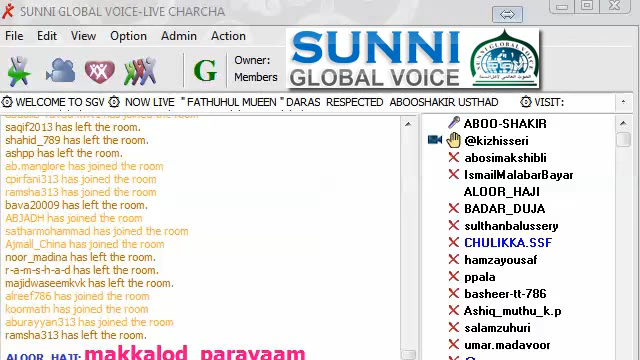 SUNNI GLOBAL VOICE-LIVE CHARCHA
File Edit View Option Admin Action
G
Owner:
Members
SUNNI
GLOBAL VOICE
WELCOME TO SGV NOW LIVE " FATHUHUL MUEEN " DARAS RESPECTED ABOOSHAKIR USTHAD VISIT:
saqif2013 has left the room.
shahid_789 has left the room.
ashpp has left the room.
ab.manglore has joined the room
cpirfani313 has joined the room
ramsha313 has joined the room
bava20009 has left the room.
ABJADH has joined the room
satharmohammad has joined the room
Ajmail_China has joined the room
noor_madina has left the room.
r-a-m-s-h-a-d has left the room.
majidwaseemkvk has left the room.
alreef786 has joined the room
koormath has joined the room
aburayyan313 has joined the room
ramsha313 has left the room.
ALOOR_HAJI: makkalod parayaam
ABOO-SHAKIR
@kizhisseri
abosimakshibli
IsmailMalabarBayar
ALOOR_HAJI
BADAR_DUJA
sulthanbalussery
CHULIKKA.SSF
hamzayousaf
ppala
basheer-tt-786
Ashiq_muthu_k.p
salamzuhuri
umar.madavoor